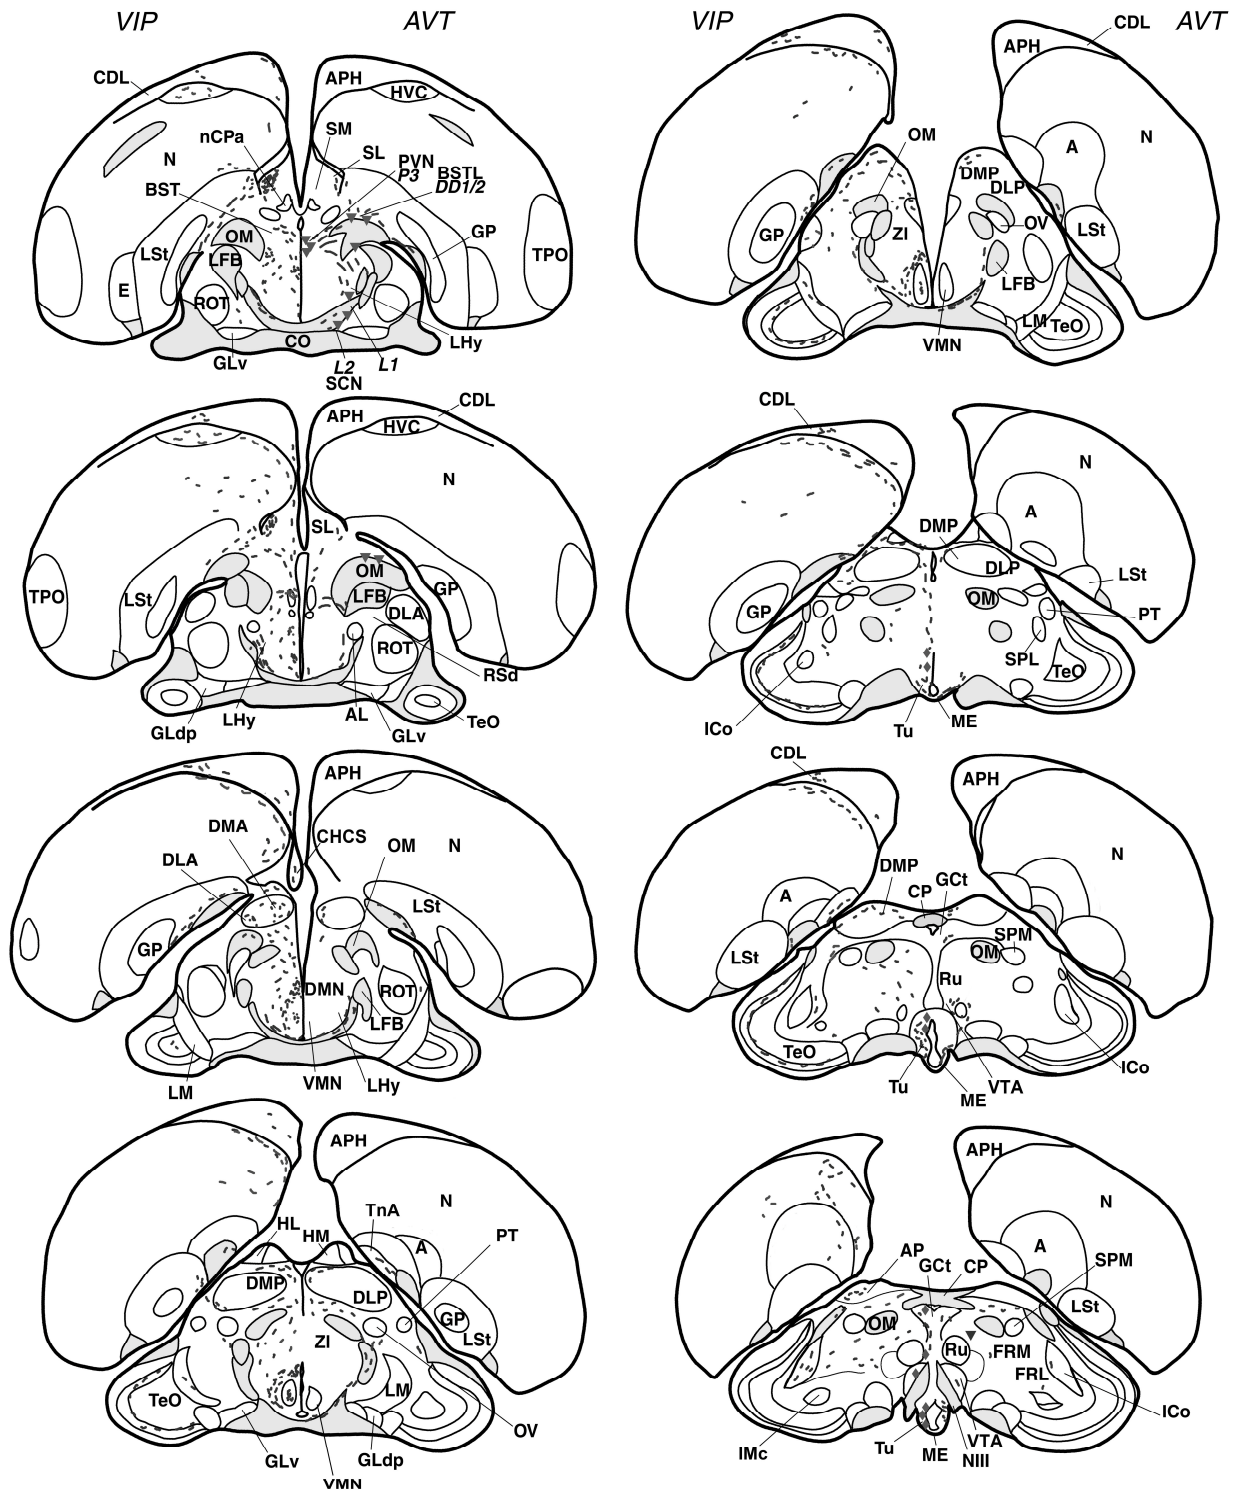 VIP AVT
CDL APH HVC
nCPa SM
N SL PVN
P3 BSTL
BST DD1/2
OM GP
LSt LFB TPO
E ROT
CO LHy
GLv L2 L1
SCN
APH CDL
HVC
N
SL
OM
TPO LSt LFB GP
DLA
ROT
RSd
LHy AL TeO
GLdp GLv
APH
DMA CHCS OM N
DLA
LSt
GP
DMN ROT
LFB
LM VMN LHy
APH
N
TnA
HL HM A PT
DMP DLP
GP
ZI LSt
TeO LM
OV
GLv GLdp
VMN
VIP AVT
CDL
APH
OM A N
DMP
DLP
GP ZI OV LSt
LFB
LM TeO
VMN
CDL
N
A
DMP
DLP LSt
GP OM PT
SPL TeO
ICo Tu ME
CDL APH
N
DMP GCt
A CP
SPM
LSt OM
Ru
TeO
ICo
Tu ME VTA
APH
N
AP GCt CP A SPM
OM LSt
Ru FRM
FRL
ICo
IMc Tu ME VTA
NIII